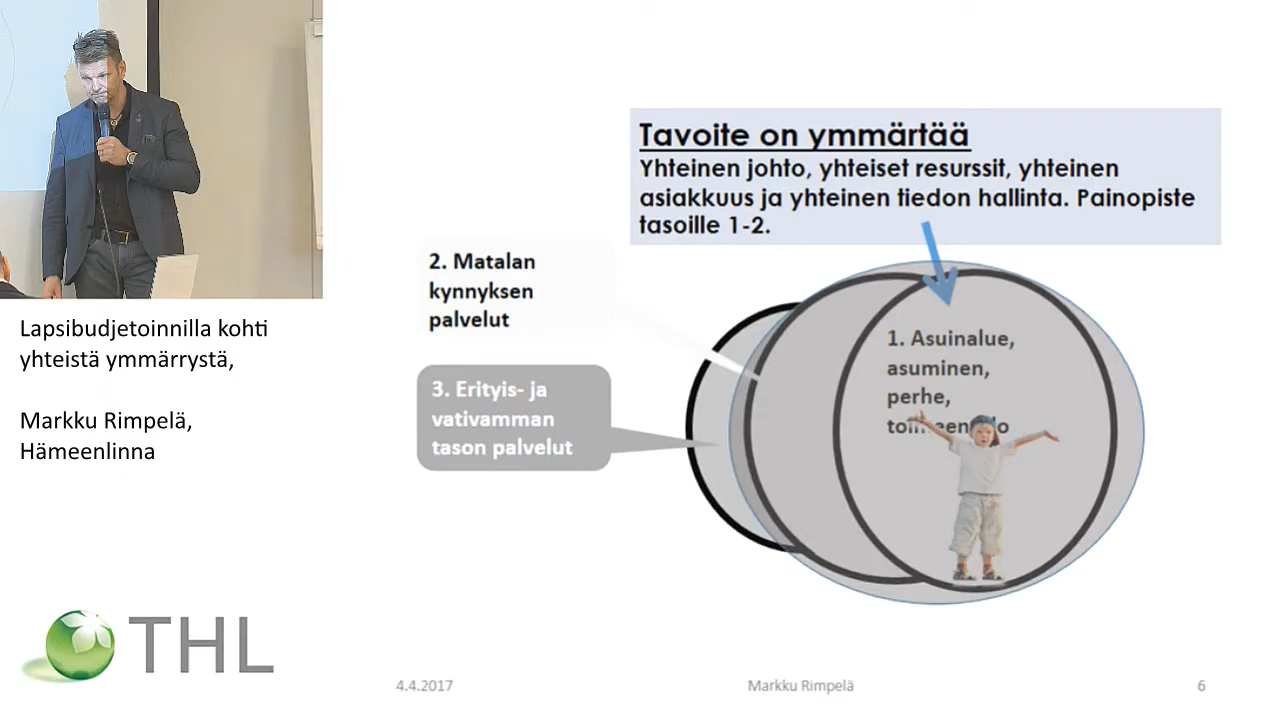 Tavoite on ymmärtää
Yhteinen johto, yhteiset resurssit, yhteinen
asiakkuus ja yhteinen tiedon hallinta. Painopiste
tasoille 1-2.
2. Matalan
kynnyksen
palvelut
3. Erityis- ja
vativamman
tason palvelut
1. Asuinalue,
asuminen,
perhe,
Lapsibudjetoinnilla kohti
yhteistä ymmärrystä,
Markku Rimpelä,
Hämeenlinna
THL
4.4.2017
Markku Rimpelä
6